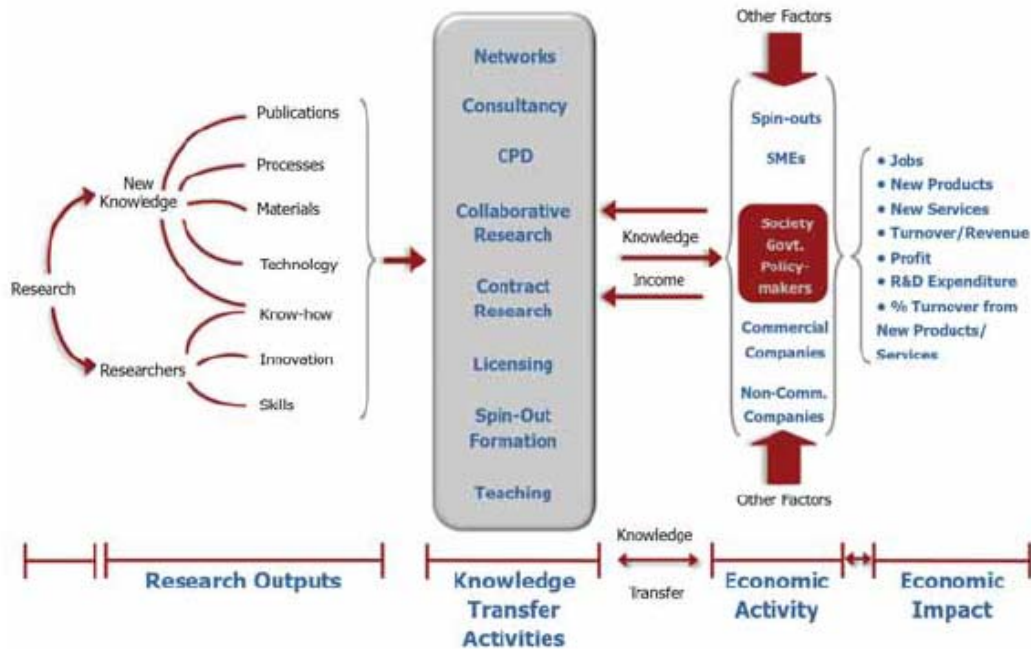 Other Factors
Networks
Consultancy
CPD
Collaborative
Research
Contract
Research
Licensing
Spin-Out
Formation
Teaching
Publications
Processes
New
Knowledge
Materials
Technology
Research
Know-how
Researchers
Innovation
Skills
Knowledge
Income
Spin-outs
SMEs
Society
Govt.
Policy-
makers
Commercial
Companies
Non-Comm.
Companies
• Jobs
• New Products
• New Services
• Turnover/Revenue
• Profit
• R&D Expenditure
• % Turnover from
New Products/
Services
Other Factors
Research Outputs
Knowledge
Transfer
Activities
Knowledge
Transfer
Economic
Activity
Economic
Impact